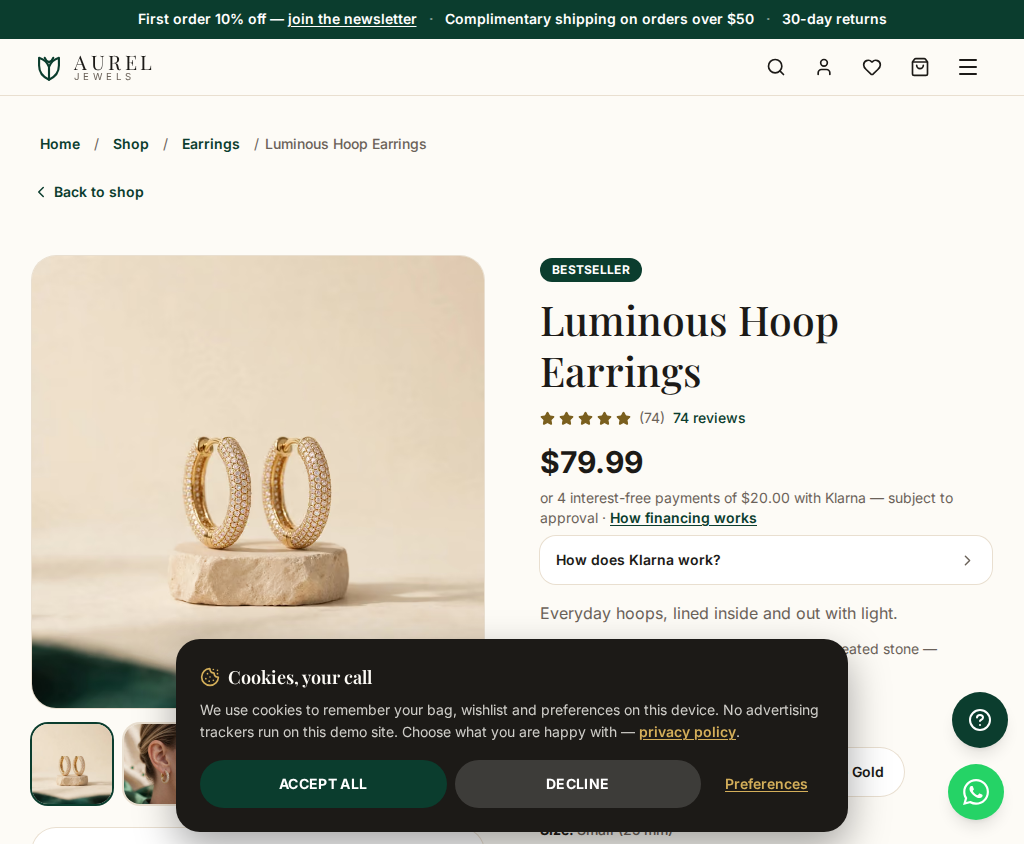 First order 10% off — join the newsletter · Complimentary shipping on orders over $50 · 30-day returns
AUREL
JEWELS
Home / Shop / Earrings / Luminous Hoop Earrings
Back to shop
BESTSELLER
Luminous Hoop
Earrings
(74) 74 reviews
$79.99
or 4 interest-free payments of $20.00 with Klarna — subject to
approval · How financing works
How does Klarna work?
Everyday hoops, lined inside and out with light.
eated stone —
Gold
Size: Small (25 mm)
Cookies, your call
We use cookies to remember your bag, wishlist and preferences on this device. No advertising
trackers run on this demo site. Choose what you are happy with — privacy policy.
ACCEPT ALL
DECLINE
Preferences